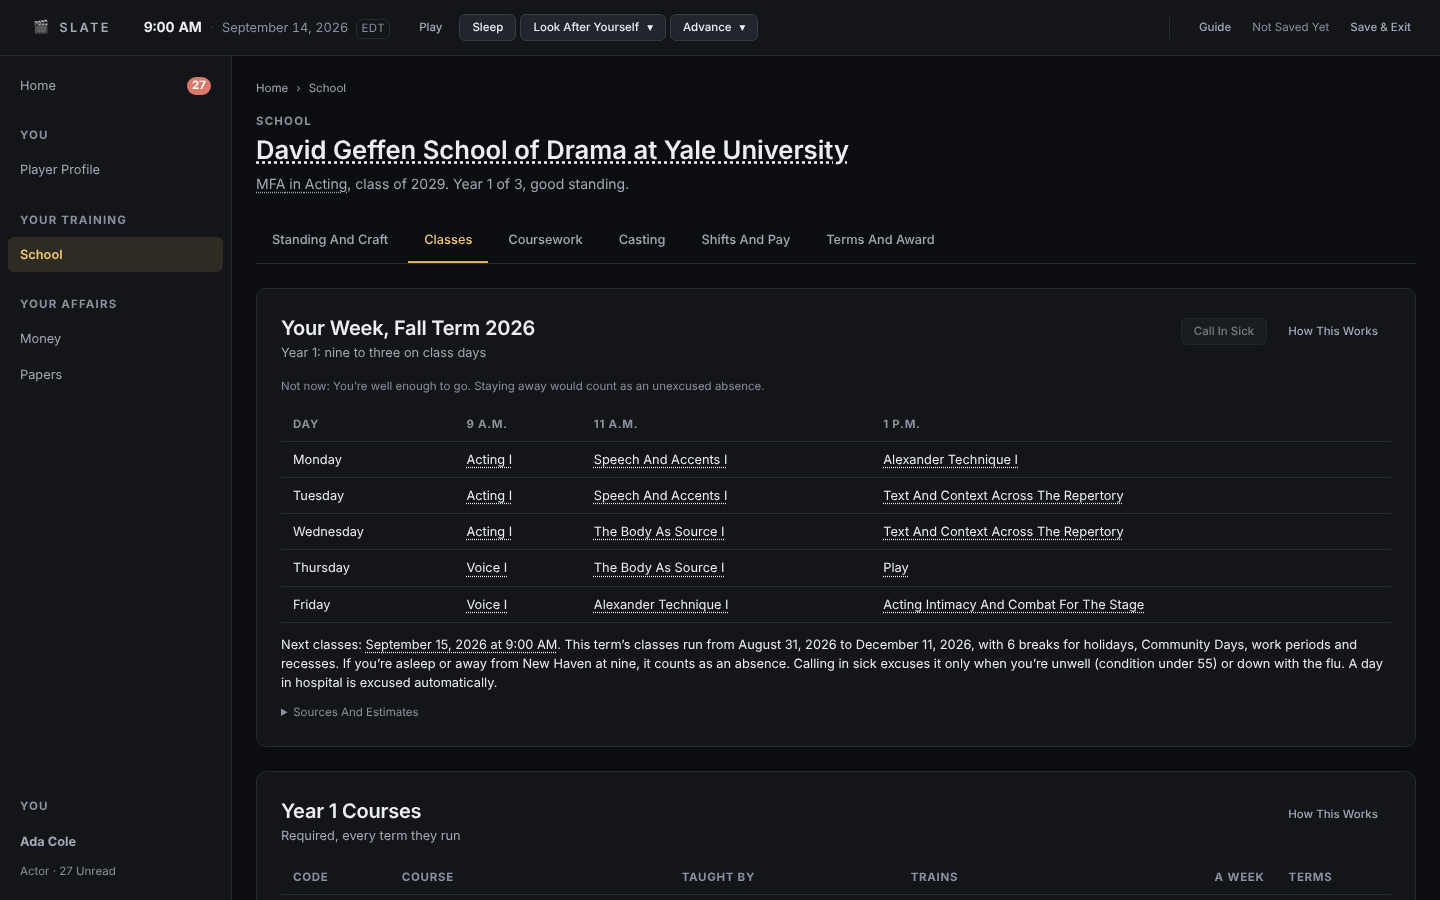 🎬 SLATE
9:00 AM · September 14, 2026 EDT
Play
Sleep
Look After Yourself ▾
Advance ▾
Guide
Not Saved Yet
Save & Exit
Home 27
YOU
Player Profile
YOUR TRAINING
School
YOUR AFFAIRS
Money
Papers
YOU
Ada Cole
Actor · 27 Unread
Home › School
SCHOOL
David Geffen School of Drama at Yale University
MFA in Acting, class of 2029. Year 1 of 3, good standing.
Standing And Craft Classes Coursework Casting Shifts And Pay Terms And Award
Your Week, Fall Term 2026
Year 1: nine to three on class days
Call In Sick
How This Works
Not now: You're well enough to go. Staying away would count as an unexcused absence.
DAY 9 A.M. 11 A.M. 1 P.M.
Monday Acting I Speech And Accents I Alexander Technique I
Tuesday Acting I Speech And Accents I Text And Context Across The Repertory
Wednesday Acting I The Body As Source I Text And Context Across The Repertory
Thursday Voice I The Body As Source I Play
Friday Voice I Alexander Technique I Acting Intimacy And Combat For The Stage
Next classes: September 15, 2026 at 9:00 AM. This term's classes run from August 31, 2026 to December 11, 2026, with 6 breaks for holidays, Community Days, work periods and
recesses. If you're asleep or away from New Haven at nine, it counts as an absence. Calling in sick excuses it only when you're unwell (condition under 55) or down with the flu. A day
in hospital is excused automatically.
▶ Sources And Estimates
Year 1 Courses
Required, every term they run
How This Works
CODE COURSE TAUGHT BY TRAINS A WEEK TERMS